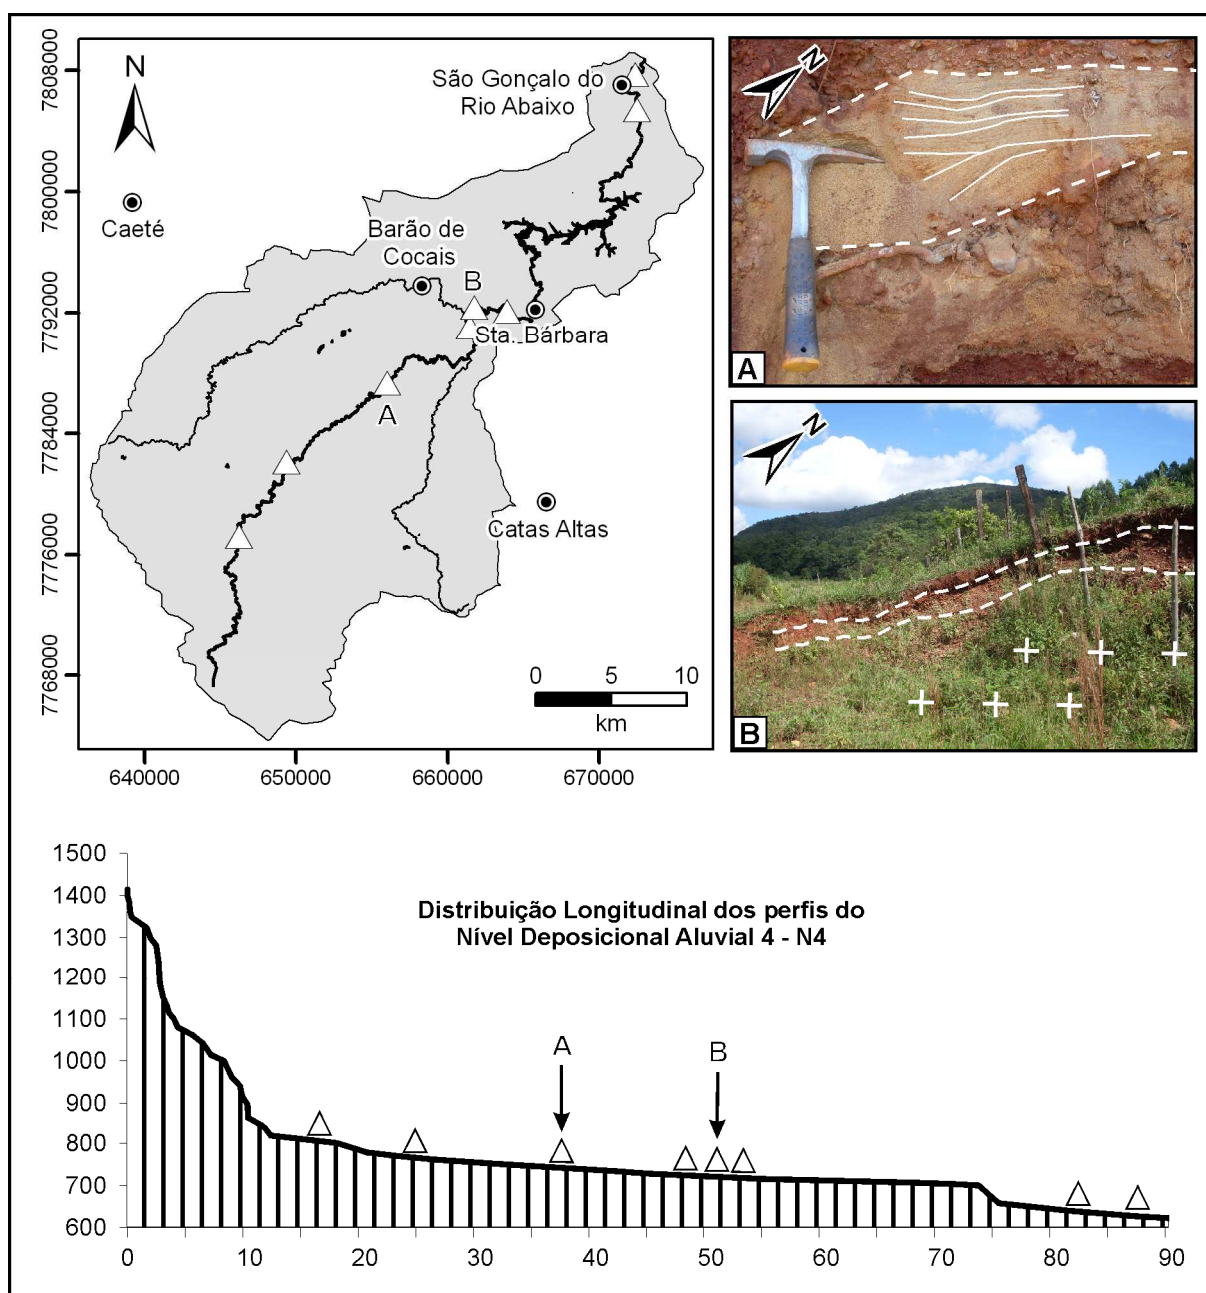 N
São Gonçalo do
Rio Abaixo
Caeté
Barão de
Cocais
B
Sta. Bárbara
A
Catas Altas
0 5 10
km
7808000
7800000
7792000
7784000
7776000
7768000
640000 650000 660000 670000
N
A
N
B
Distribuição Longitudinal dos perfis do
Nível Deposicional Aluvial 4 - N4
A
B
1500
1400
1300
1200
1100
1000
900
800
700
600
0 10 20 30 40 50 60 70 80 90